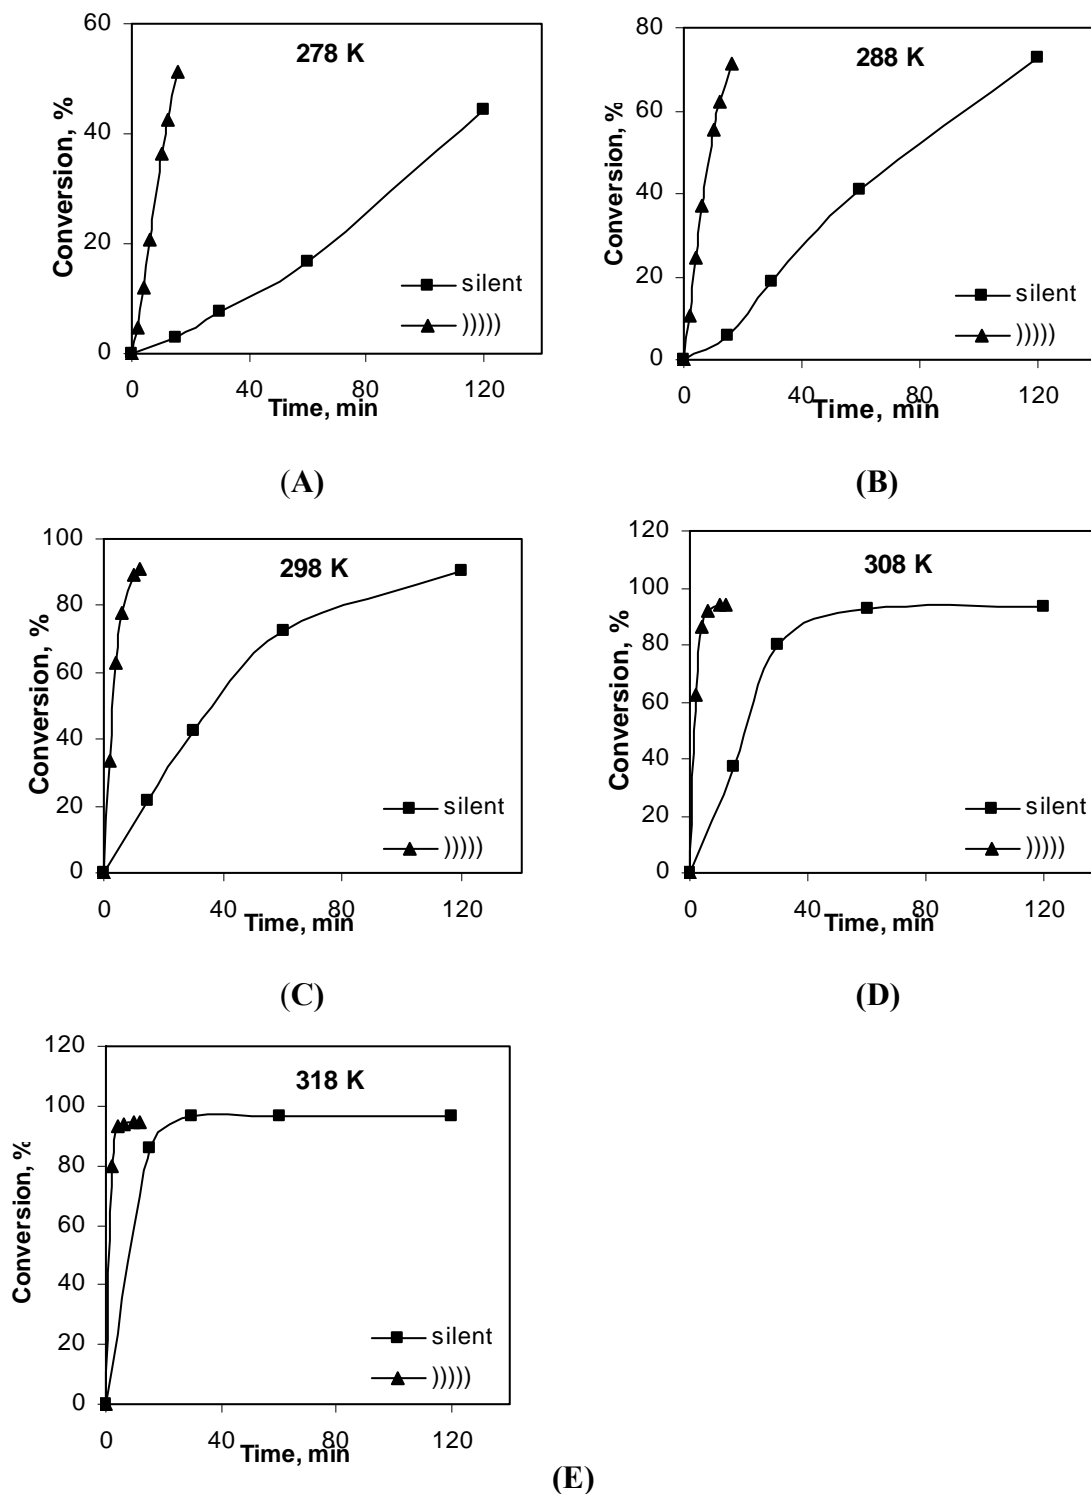 278 K
Conversion, %
60
40
20
0
silent
)))))
0
40
80
120
Time, min
(A)
288 K
Conversion, %
80
60
40
20
0
silent
)))))
0
40
80
120
Time, min
(B)
298 K
Conversion, %
100
80
60
40
20
0
silent
)))))
0
40
80
120
Time, min
(C)
308 K
Conversion, %
120
100
80
60
40
20
0
silent
)))))
0
40
80
120
Time, min
(D)
318 K
Conversion, %
120
100
80
60
40
20
0
silent
)))))
0
40
80
120
Time, min
(E)